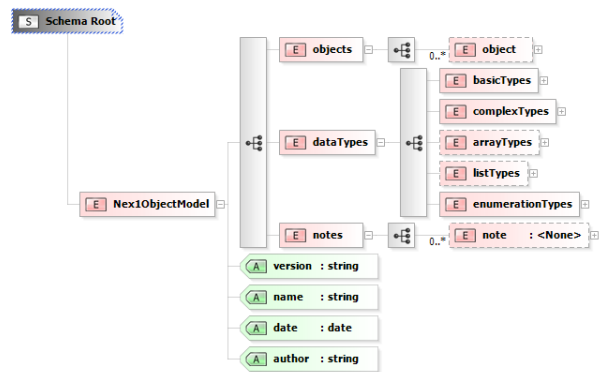 S Schema Root
E objects
E object
0..*
E basicTypes
E complexTypes
E dataTypes
E arrayTypes
E listTypes
E Nex1ObjectModel
E enumerationTypes
E notes
E note : <None>
0..*
A version : string
A name : string
A date : date
A author : string